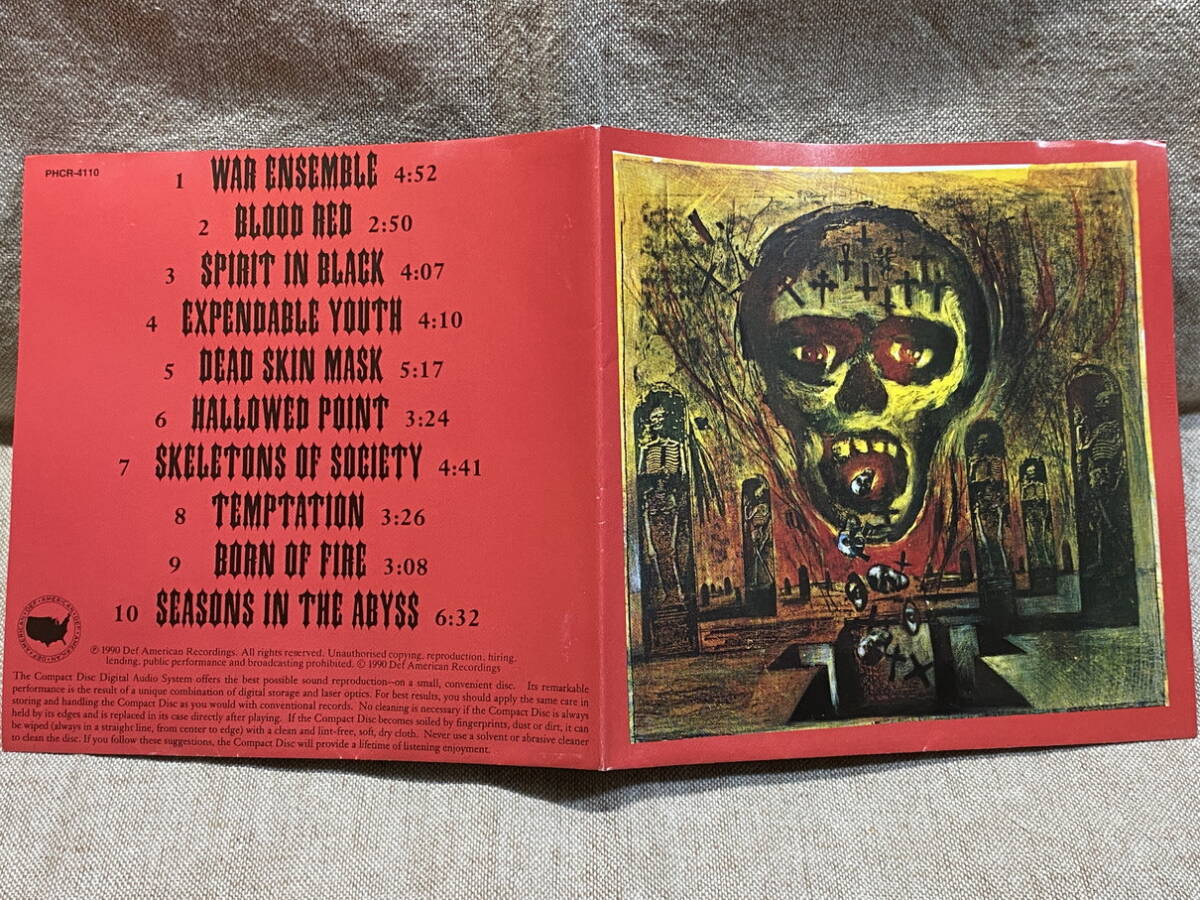 PHCR-4110
1 WAR ENSEMBLE 4:52
2 BLOOD RED 2:50
3 SPIRIT IN BLACK 4:07
4 EXPENDABLE YOUTH 4:10
5 DEAD SKIN MASK 5:17
6 HALLOWED POINT 3:24
7 SKELETONS OF SOCIETY 4:41
8 TEMPTATION 3:26
9 BORN OF FIRE 3:08
10 SEASONS IN THE ABYSS 6:32
DEF AMERICAN • DEF AMERICAN • DEF AMERICAN
℗ 1990 Def American Recordings. All rights reserved. Unauthorised copying, reproduction, hiring,
lending, public performance and broadcasting prohibited. © 1990 Def American Recordings
The Compact Disc Digital Audio System offers the best possible sound reproduction—on a small, convenient disc. Its remarkable
performance is the result of a unique combination of digital storage and laser optics. For best results, you should apply the same care in
storing and handling the Compact Disc as you would with conventional records. No cleaning is necessary if the Compact Disc is always
held by its edges and is replaced in its case directly after playing. If the Compact Disc becomes soiled by fingerprints, dust or dirt, it can
be wiped (always in a straight line, from center to edge) with a clean and lint-free, soft, dry cloth. Never use a solvent or abrasive cleaner
to clean the disc. If you follow these suggestions, the Compact Disc will provide a lifetime of listening enjoyment.